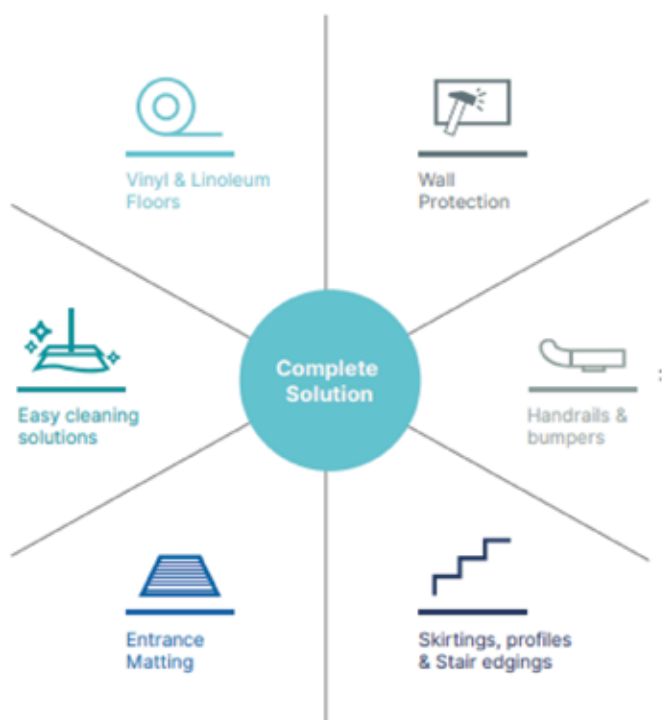 Vinyl & Linoleum
Floors
Wall
Protection
Complete
Solution
Easy cleaning
solutions
Handrails &
bumpers
Entrance
Matting
Skirtings, profiles
& Stair edgings